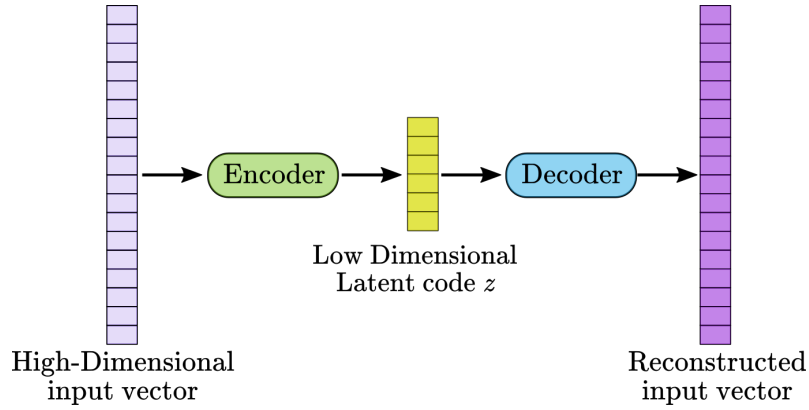 Encoder
Decoder
Low Dimensional
Latent code z
High-Dimensional
input vector
Reconstructed
input vector